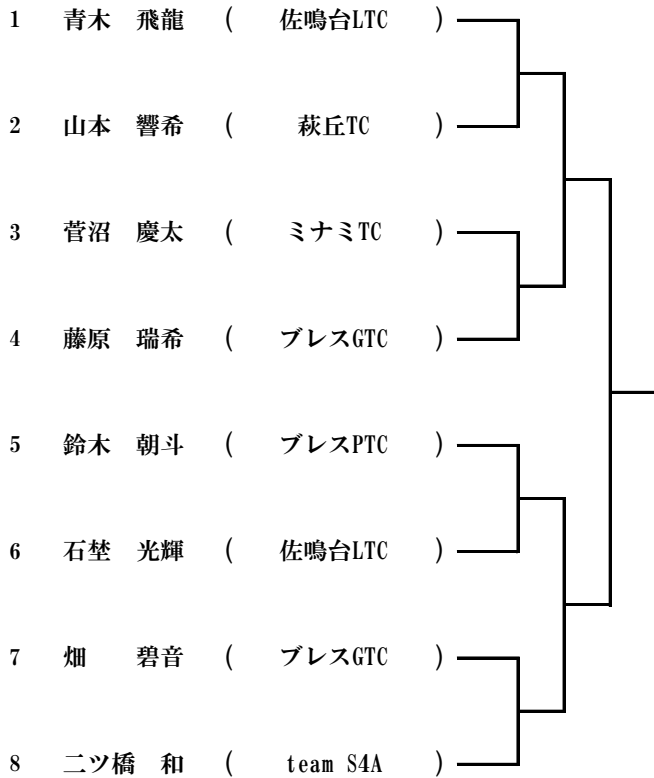 1 青木 飛龍 ( 佐鳴台LTC )
2 山本 響希 ( 萩丘TC )
3 菅沼 慶太 ( ミナミTC )
4 藤原 瑞希 ( ブレスGTC )
5 鈴木 朝斗 ( ブレスPTC )
6 石埜 光輝 ( 佐鳴台LTC )
7 畑 碧音 ( ブレスGTC )
8 二ツ橋 和 ( team S4A )